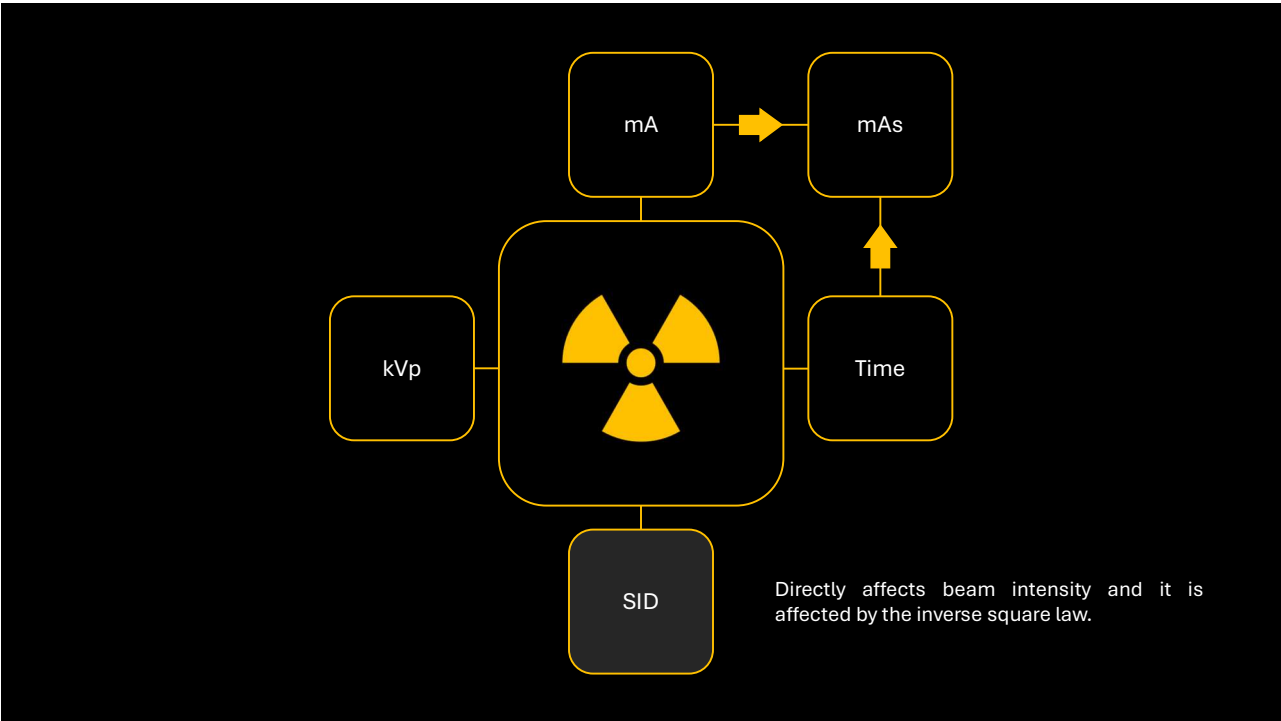 mA
mAs
kVp
Time
SID
Directly affects beam intensity and it is
affected by the inverse square law.